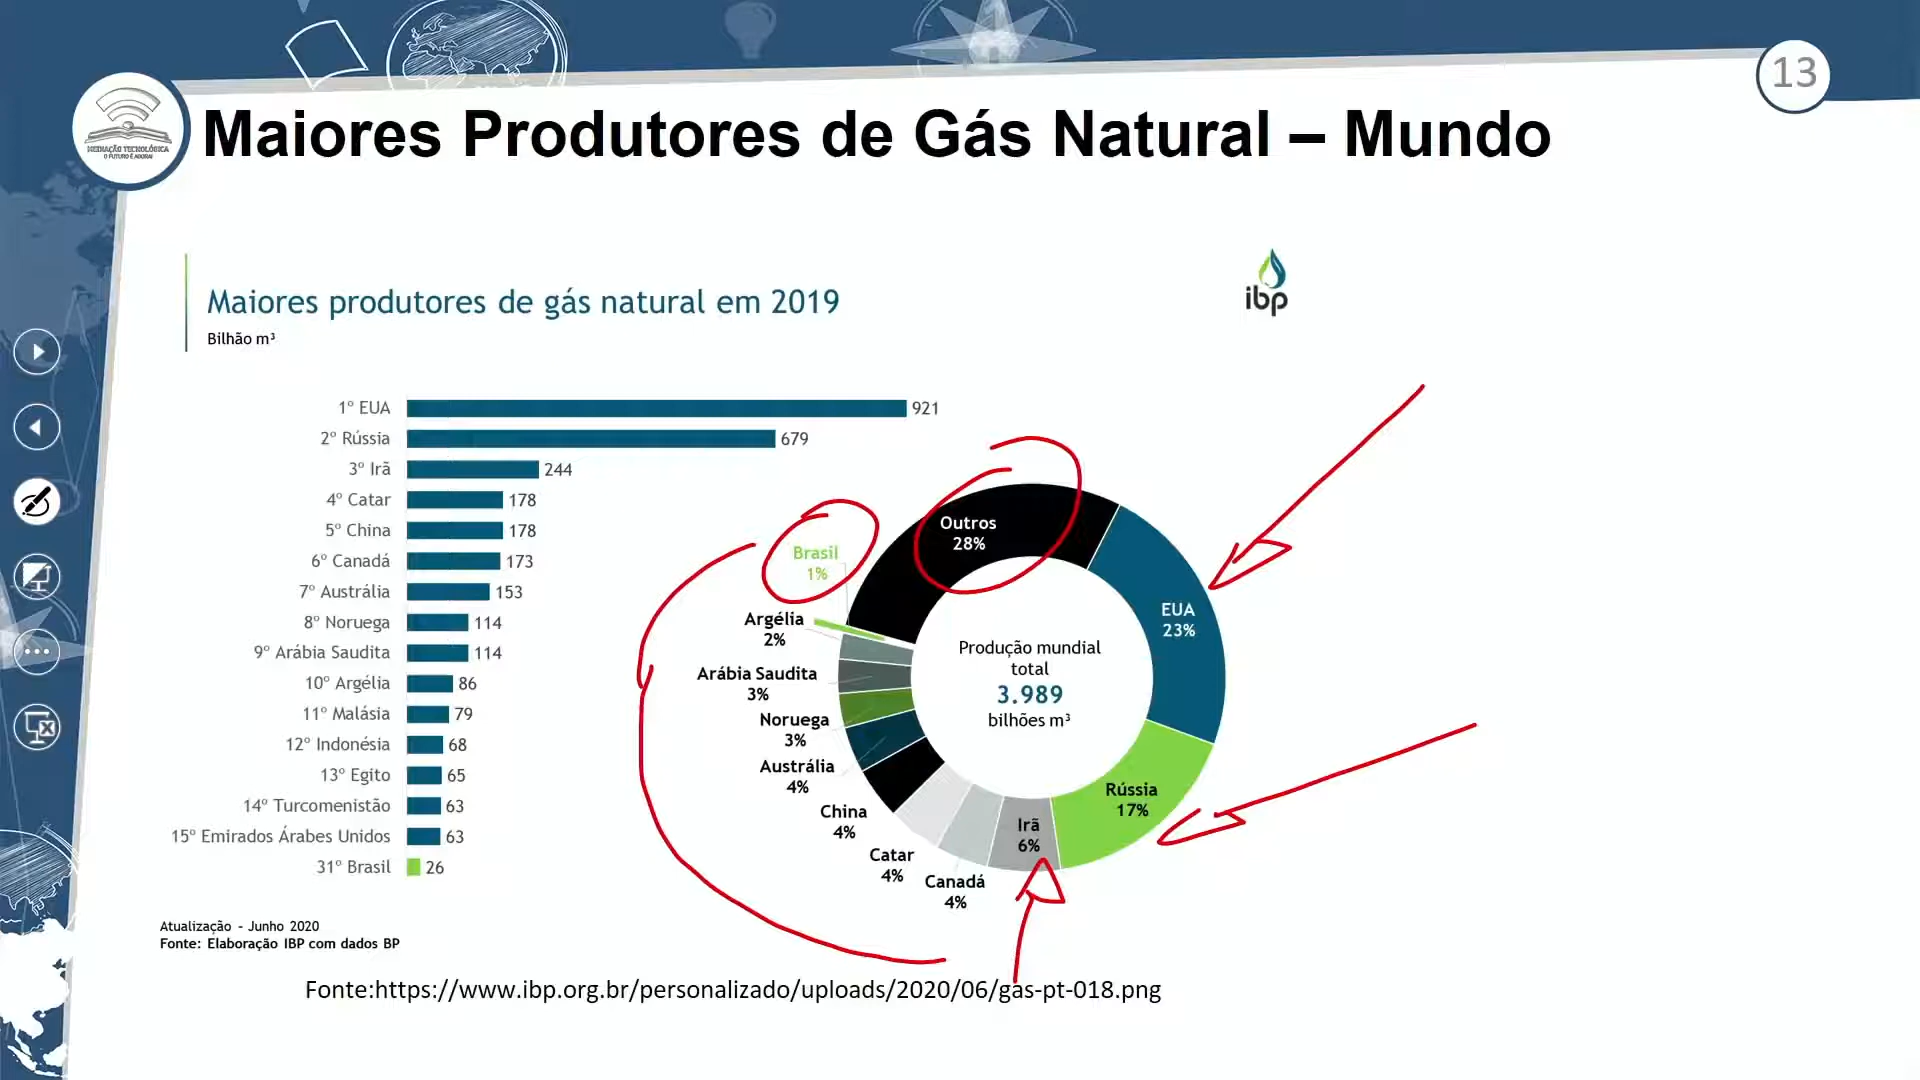 13
MEDIAÇÃO TECNOLÓGICA
O FUTURO É AGORA!
Maiores Produtores de Gás Natural – Mundo
ibp
Maiores produtores de gás natural em 2019
Bilhão m³
1º EUA 921
2º Rússia 679
3º Irã 244
4º Catar 178
5º China 178
6º Canadá 173
7º Austrália 153
8º Noruega 114
9º Arábia Saudita 114
10º Argélia 86
11º Malásia 79
12º Indonésia 68
13º Egito 65
14º Turcomenistão 63
15º Emirados Árabes Unidos 63
31º Brasil 26
Outros
28%
EUA
23%
Rússia
17%
Irã
6%
Canadá
4%
Catar
4%
China
4%
Austrália
4%
Noruega
3%
Arábia Saudita
3%
Argélia
2%
Brasil
1%
Produção mundial
total
3.989
bilhões m³
Atualização - Junho 2020
Fonte: Elaboração IBP com dados BP
Fonte:https://www.ibp.org.br/personalizado/uploads/2020/06/gas-pt-018.png